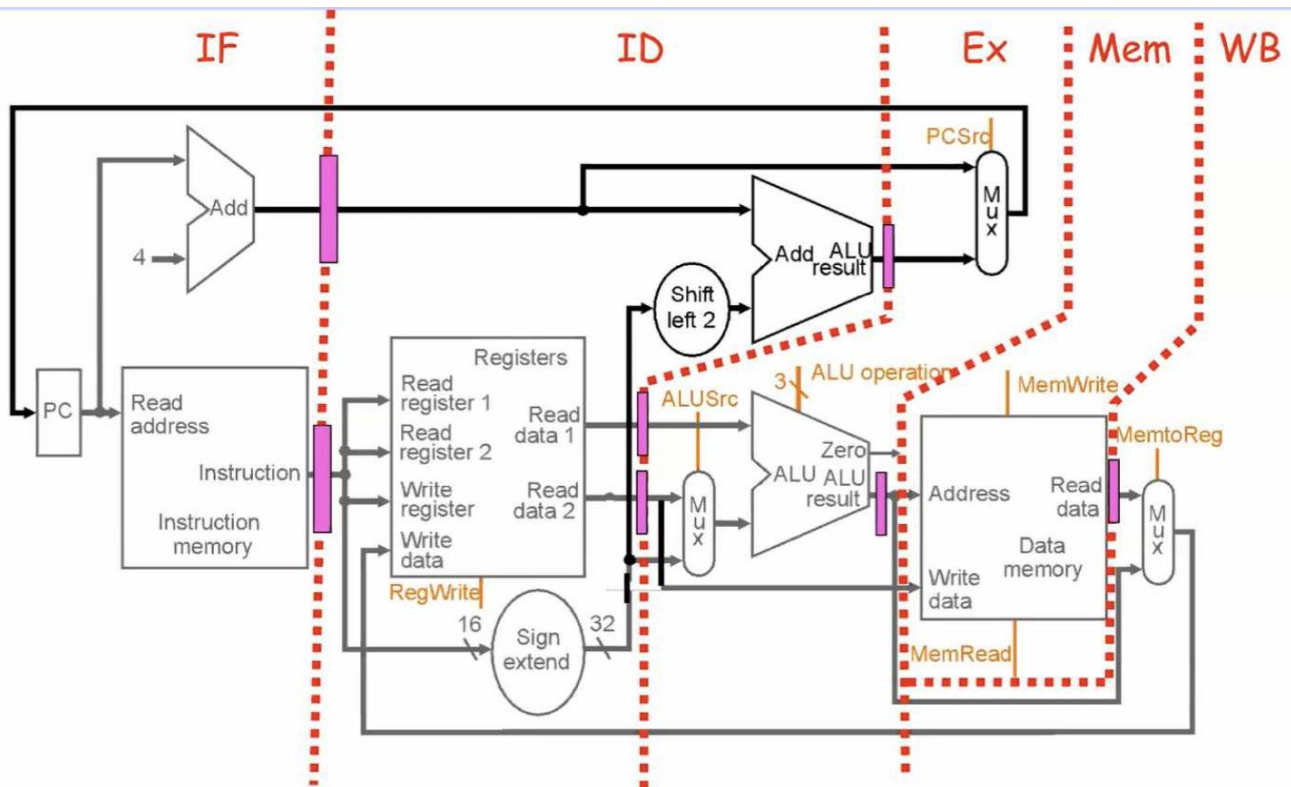 IF
ID
Ex
Mem
WB
PCSrc
Add
4
M
u
x
Add
ALU
result
Shift
left 2
PC
Read
address
Instruction
Instruction
memory
Registers
Read
register 1
Read
register 2
Write
register
Write
data
Read
data 1
Read
data 2
RegWrite
16
Sign
extend
32
ALUSrc
M
u
x
3
ALU operation
Zero
ALU
ALU
result
MemWrite
Address
Read
data
Data
memory
Write
data
MemRead
MemtoReg
M
u
x